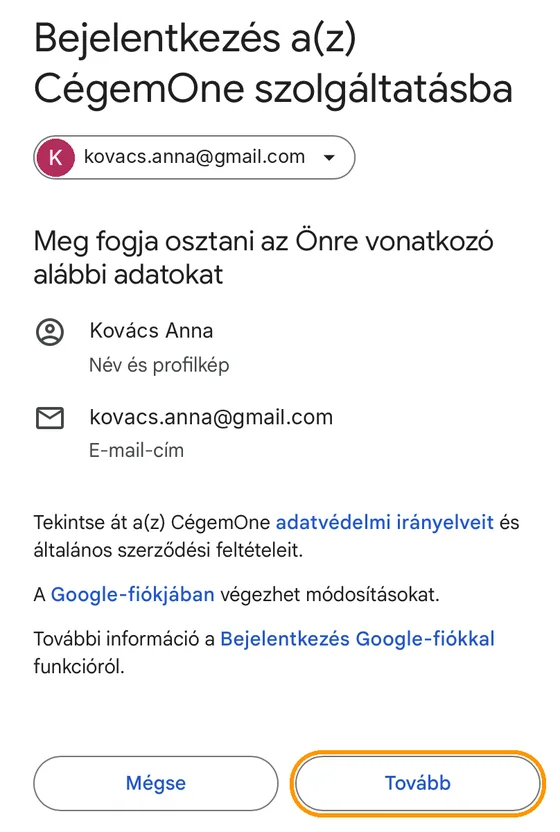 Bejelentkezés a(z)
CégemOne szolgáltatásba
K kovacs.anna@gmail.com
Meg fogja osztani az Önre vonatkozó
alábbi adatokat
Kovács Anna
Név és profilkép
kovacs.anna@gmail.com
E-mail-cím
Tekintse át a(z) CégemOne adatvédelmi irányelveit és
általános szerződési feltételeit.
A Google-fiókjában végezhet módosításokat.
További információ a Bejelentkezés Google-fiókkal
funkcióról.
Mégse Tovább